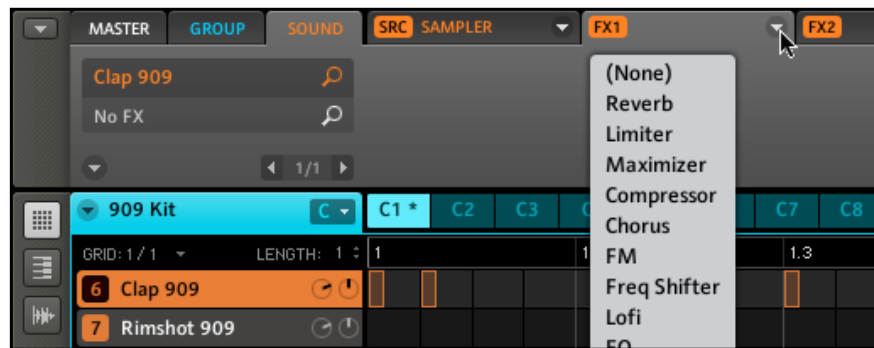 MASTER GROUP SOUND SRC SAMPLER FX1 FX2
Clap 909
No FX
1/1
(None)
Reverb
Limiter
Maximizer
Compressor
Chorus
FM
Freq Shifter
Lofi
EQ
909 Kit C C1 * C2 C3 C7 C8
GRID: 1 / 1 LENGTH: 1 1 1.3
6 Clap 909
7 Rimshot 909